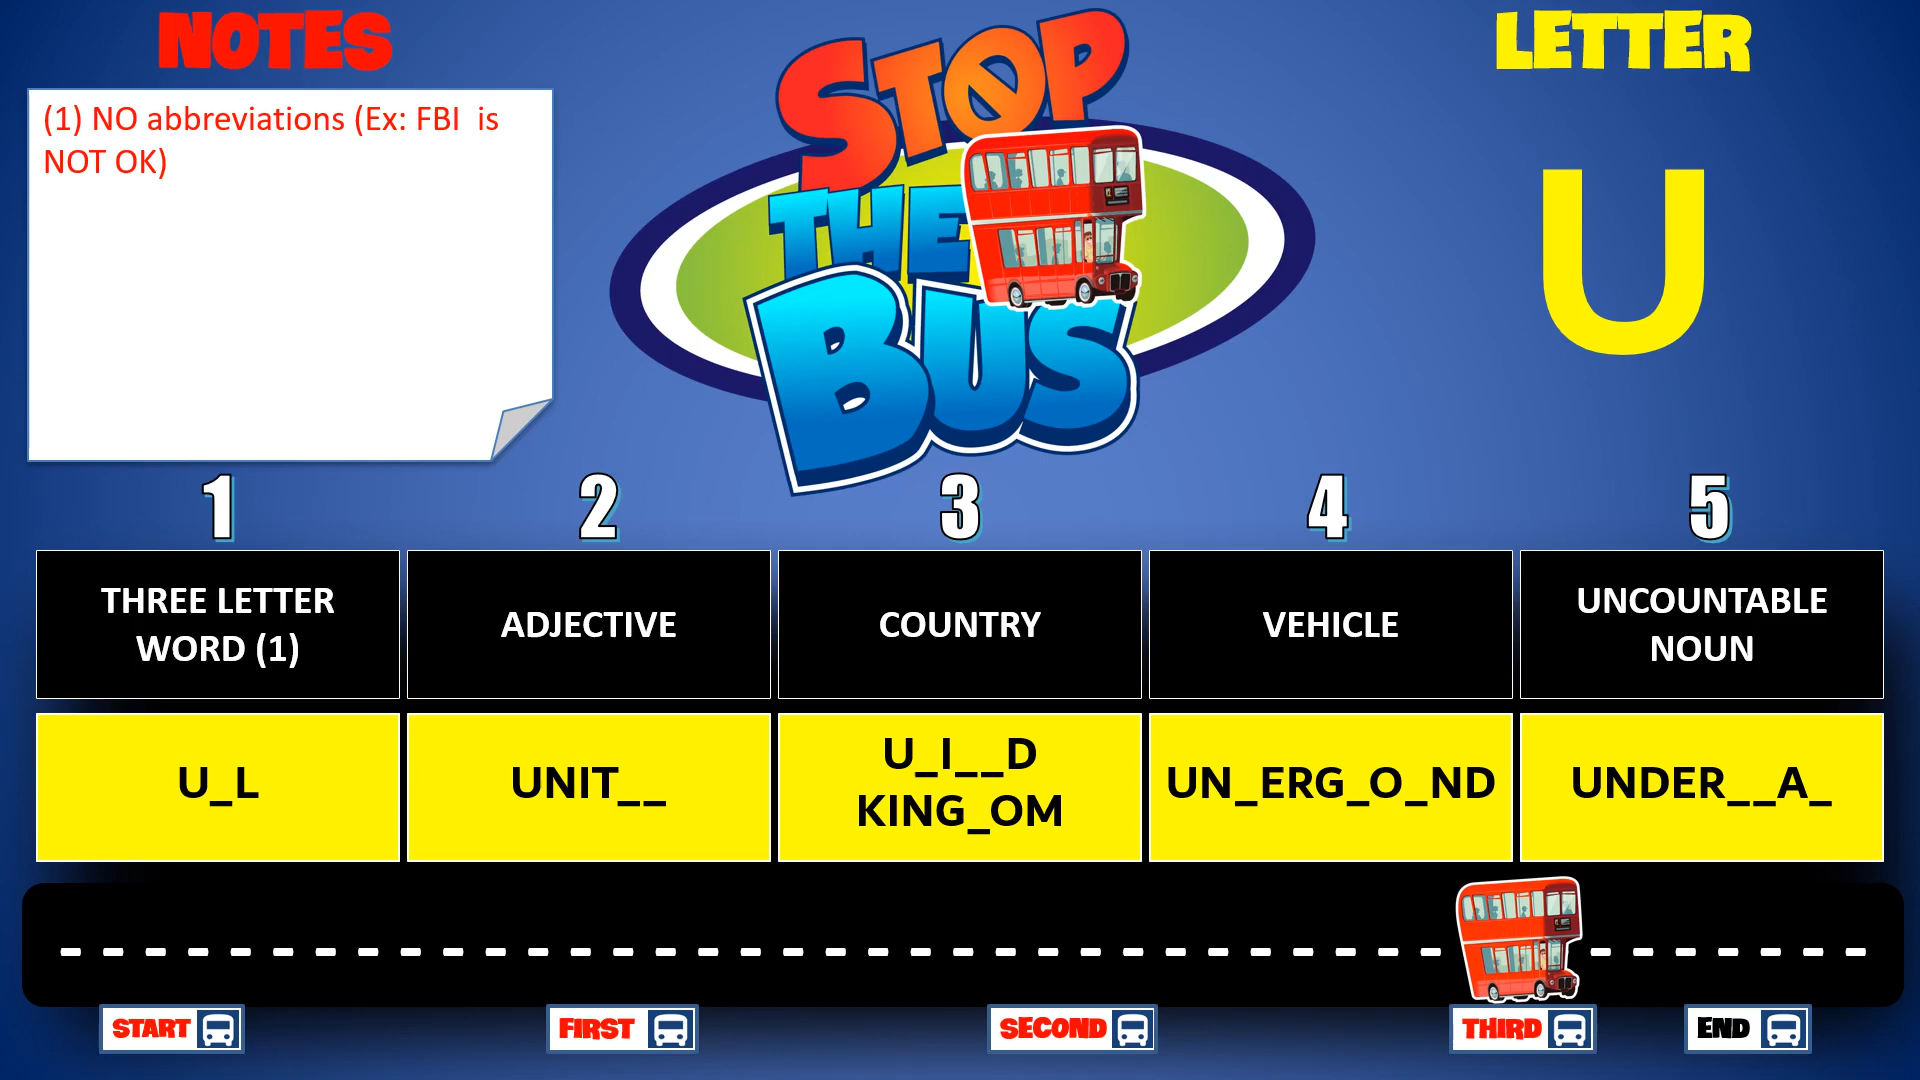 NOTES
(1) NO abbreviations (Ex: FBI is
NOT OK)
STOP
THE
BUS
LETTER
U
1
2
3
4
5
THREE LETTER
WORD (1)
ADJECTIVE
COUNTRY
VEHICLE
UNCOUNTABLE
NOUN
U_L
UNIT__
U_I__D
KING_OM
UN_ERG_O_ND
UNDER__A_
START
FIRST
SECOND
THIRD
END